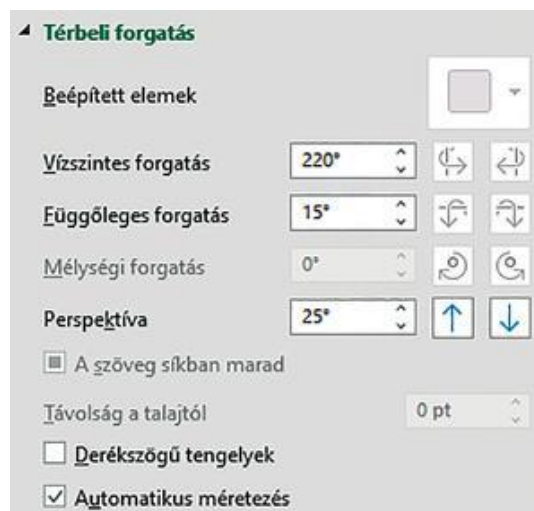 Térbeli forgatás
Beépített elemek
Vízszintes forgatás 220°
Függőleges forgatás 15°
Mélységi forgatás 0°
Perspektíva 25°
A szöveg síkban marad
Távolság a talajtól 0 pt
Derékszögű tengelyek
Automatikus méretezés